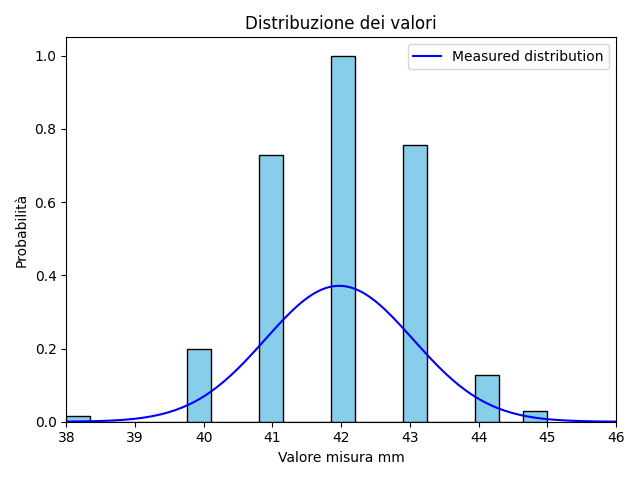 Distribuzione dei valori
Measured distribution
1.0
0.8
0.6
0.4
0.2
0.0
Probabilità
38 39 40 41 42 43 44 45 46
Valore misura mm